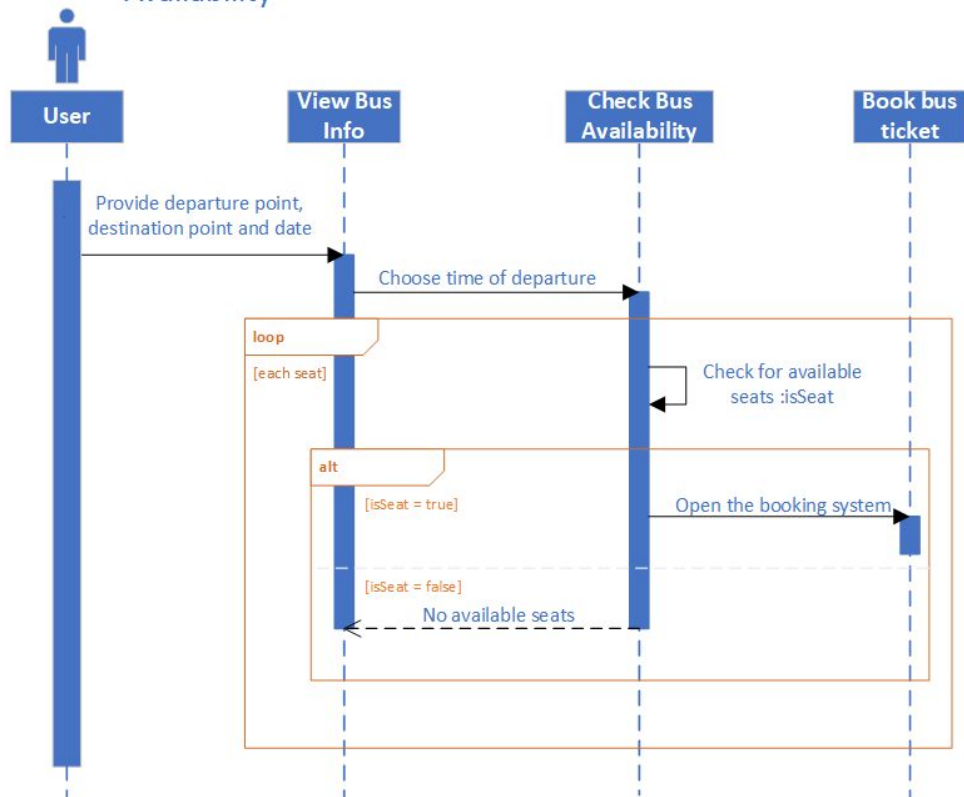 Availability
User
View Bus
Info
Check Bus
Availability
Book bus
ticket
Provide departure point,
destination point and date
Choose time of departure
loop
[each seat]
Check for available
seats :isSeat
alt
[isSeat = true]
Open the booking system
[isSeat = false]
No available seats